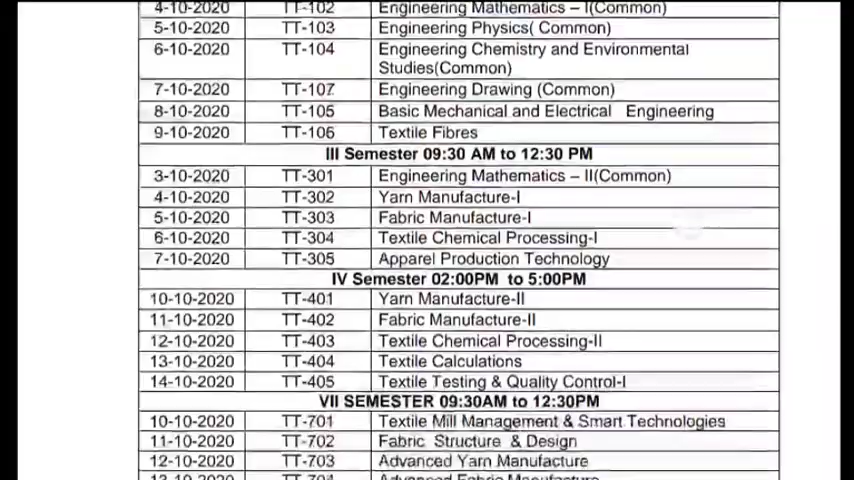 4-10-2020 TT-102 Engineering Mathematics – I(Common)
5-10-2020 TT-103 Engineering Physics( Common)
6-10-2020 TT-104 Engineering Chemistry and Environmental
Studies(Common)
7-10-2020 TT-107 Engineering Drawing (Common)
8-10-2020 TT-105 Basic Mechanical and Electrical Engineering
9-10-2020 TT-106 Textile Fibres
III Semester 09:30 AM to 12:30 PM
3-10-2020 TT-301 Engineering Mathematics – II(Common)
4-10-2020 TT-302 Yarn Manufacture-I
5-10-2020 TT-303 Fabric Manufacture-I
6-10-2020 TT-304 Textile Chemical Processing-I
7-10-2020 TT-305 Apparel Production Technology
IV Semester 02:00PM to 5:00PM
10-10-2020 TT-401 Yarn Manufacture-II
11-10-2020 TT-402 Fabric Manufacture-II
12-10-2020 TT-403 Textile Chemical Processing-II
13-10-2020 TT-404 Textile Calculations
14-10-2020 TT-405 Textile Testing & Quality Control-I
VII SEMESTER 09:30AM to 12:30PM
10-10-2020 TT-701 Textile Mill Management & Smart Technologies
11-10-2020 TT-702 Fabric Structure & Design
12-10-2020 TT-703 Advanced Yarn Manufacture
13-10-2020 TT-704 Advanced Fabric Manufacture